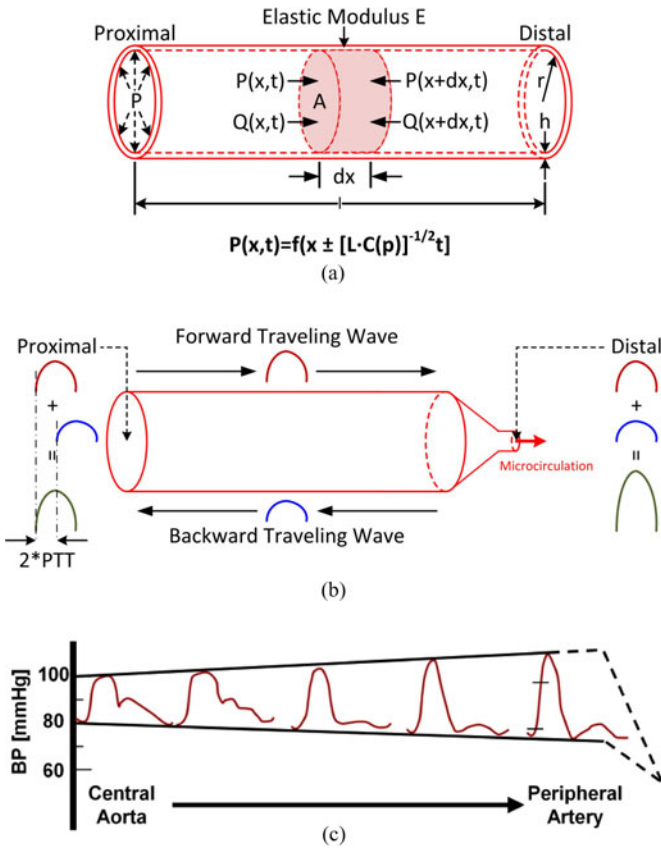 Proximal
Elastic Modulus E
Distal
P
P(x,t)
A
P(x+dx,t)
Q(x,t)
Q(x+dx,t)
r
h
dx
l
P(x,t)=f(x ± [L·C(p)]^-1/2 t]
(a)
Forward Traveling Wave
Proximal
Distal
+
+
=
=
Microcirculation
Backward Traveling Wave
2*PTT
(b)
BP [mmHg]
100
80
60
Central
Aorta
Peripheral
Artery
(c)